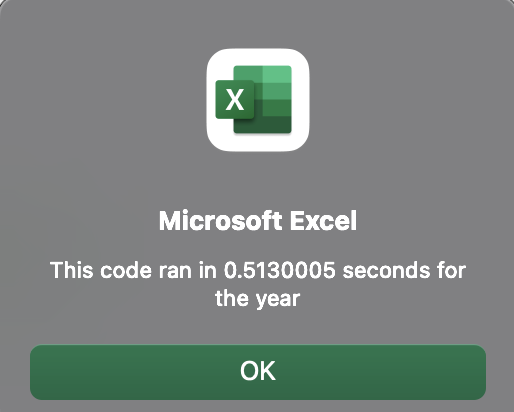 X
Microsoft Excel
This code ran in 0.5130005 seconds for
the year
OK